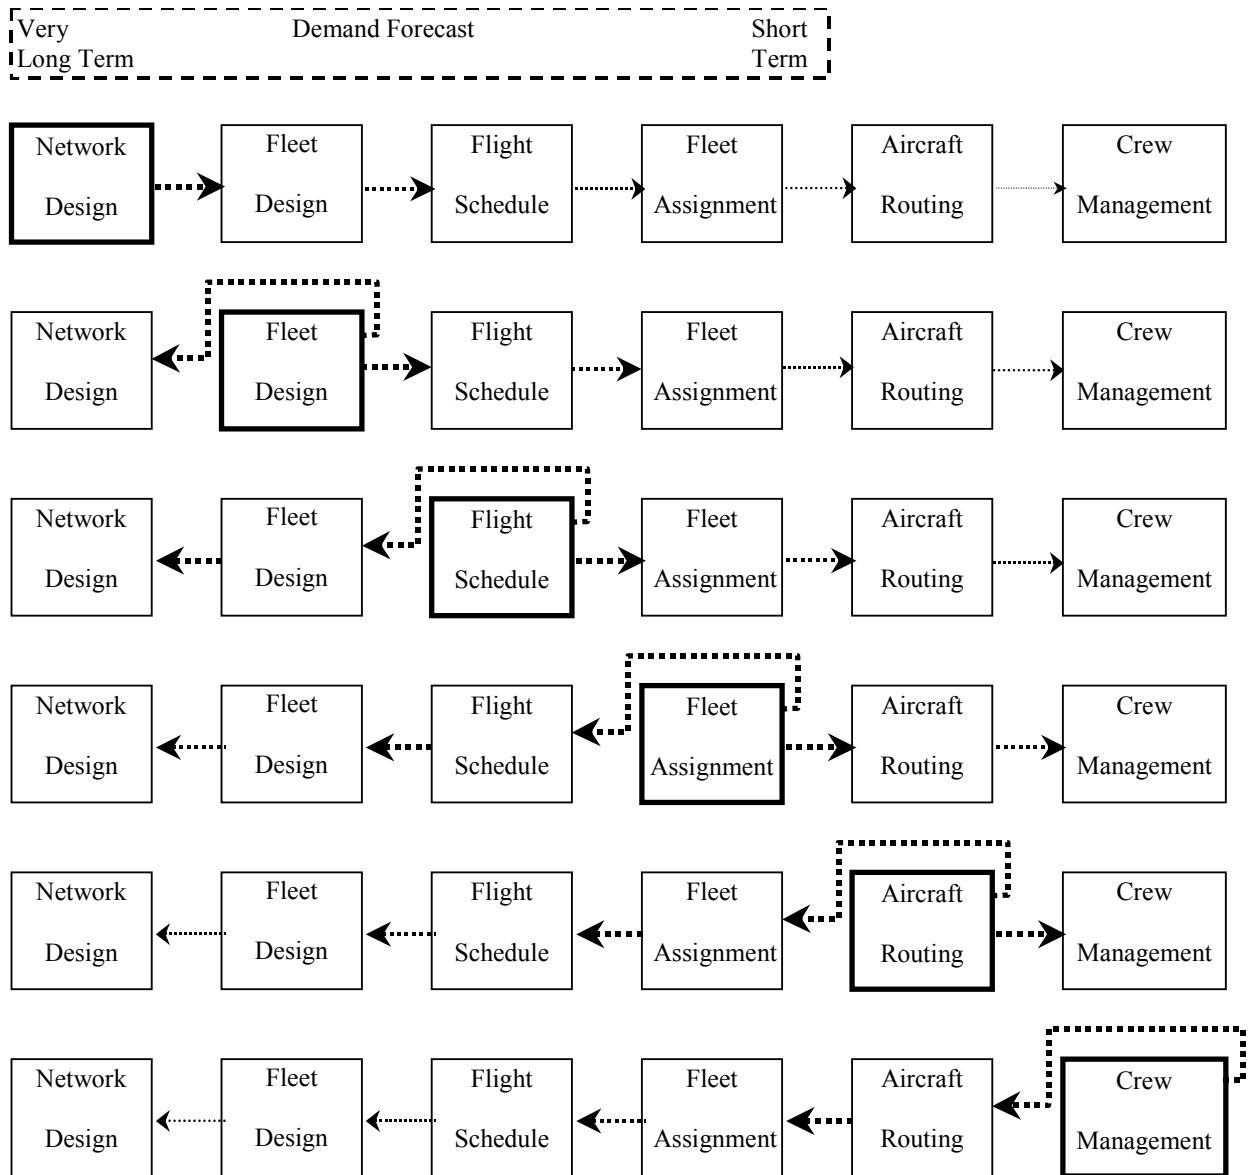 Very Demand Forecast Short
Long Term Term
Network Fleet Flight Fleet Aircraft Crew
Design Design Schedule Assignment Routing Management
Network Fleet Flight Fleet Aircraft Crew
Design Design Schedule Assignment Routing Management
Network Fleet Flight Fleet Aircraft Crew
Design Design Schedule Assignment Routing Management
Network Fleet Flight Fleet Aircraft Crew
Design Design Schedule Assignment Routing Management
Network Fleet Flight Fleet Aircraft Crew
Design Design Schedule Assignment Routing Management
Network Fleet Flight Fleet Aircraft Crew
Design Design Schedule Assignment Routing Management